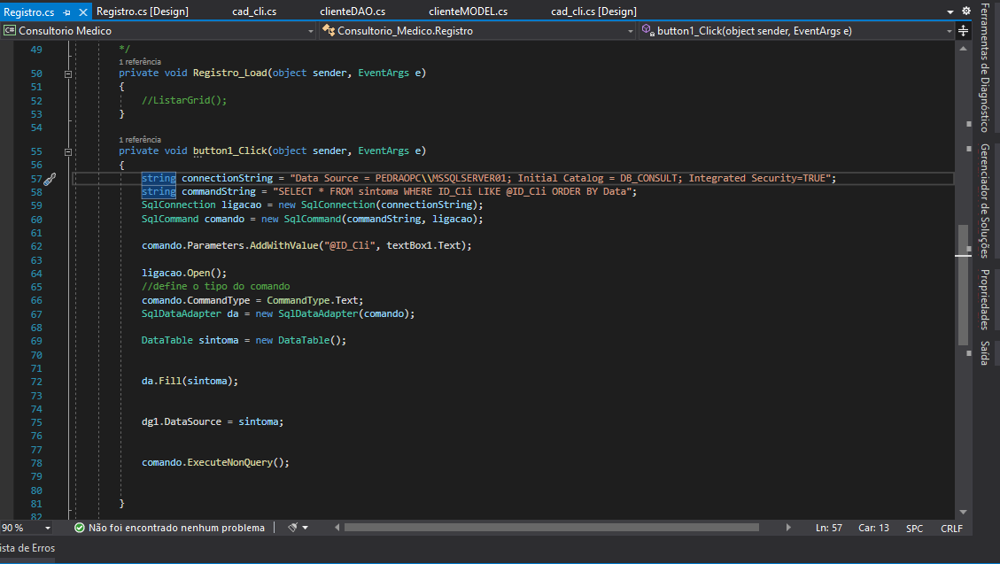 Registro.cs
Registro.cs [Design]
cad_cli.cs
clienteDAO.cs
clienteMODEL.cs
cad_cli.cs [Design]
C# Consultorio Medico
Consultorio_Medico.Registro
button1_Click(object sender, EventArgs e)
49 */
1 referência
50 private void Registro_Load(object sender, EventArgs e)
51 {
52 //ListarGrid();
53 }
54
1 referência
55 private void button1_Click(object sender, EventArgs e)
56 {
57 string connectionString = "Data Source = PEDRAOPC\\MSSQLSERVER01; Initial Catalog = DB_CONSULT; Integrated Security=TRUE";
58 string commandString = "SELECT * FROM sintoma WHERE ID_Cli LIKE @ID_Cli ORDER BY Data";
59 SqlConnection ligacao = new SqlConnection(connectionString);
60 SqlCommand comando = new SqlCommand(commandString, ligacao);
61
62 comando.Parameters.AddWithValue("@ID_Cli", textBox1.Text);
63
64 ligacao.Open();
65 //define o tipo do comando
66 comando.CommandType = CommandType.Text;
67 SqlDataAdapter da = new SqlDataAdapter(comando);
68
69 DataTable sintoma = new DataTable();
70
71
72 da.Fill(sintoma);
73
74
75 dg1.DataSource = sintoma;
76
77
78 comando.ExecuteNonQuery();
79
80
81 }
82
90 %
Não foi encontrado nenhum problema
Ln: 57
Car: 13
SPC
CRLF
ista de Erros
Ferramentas de Diagnóstico
Gerenciador de Soluções
Propriedades
Saída